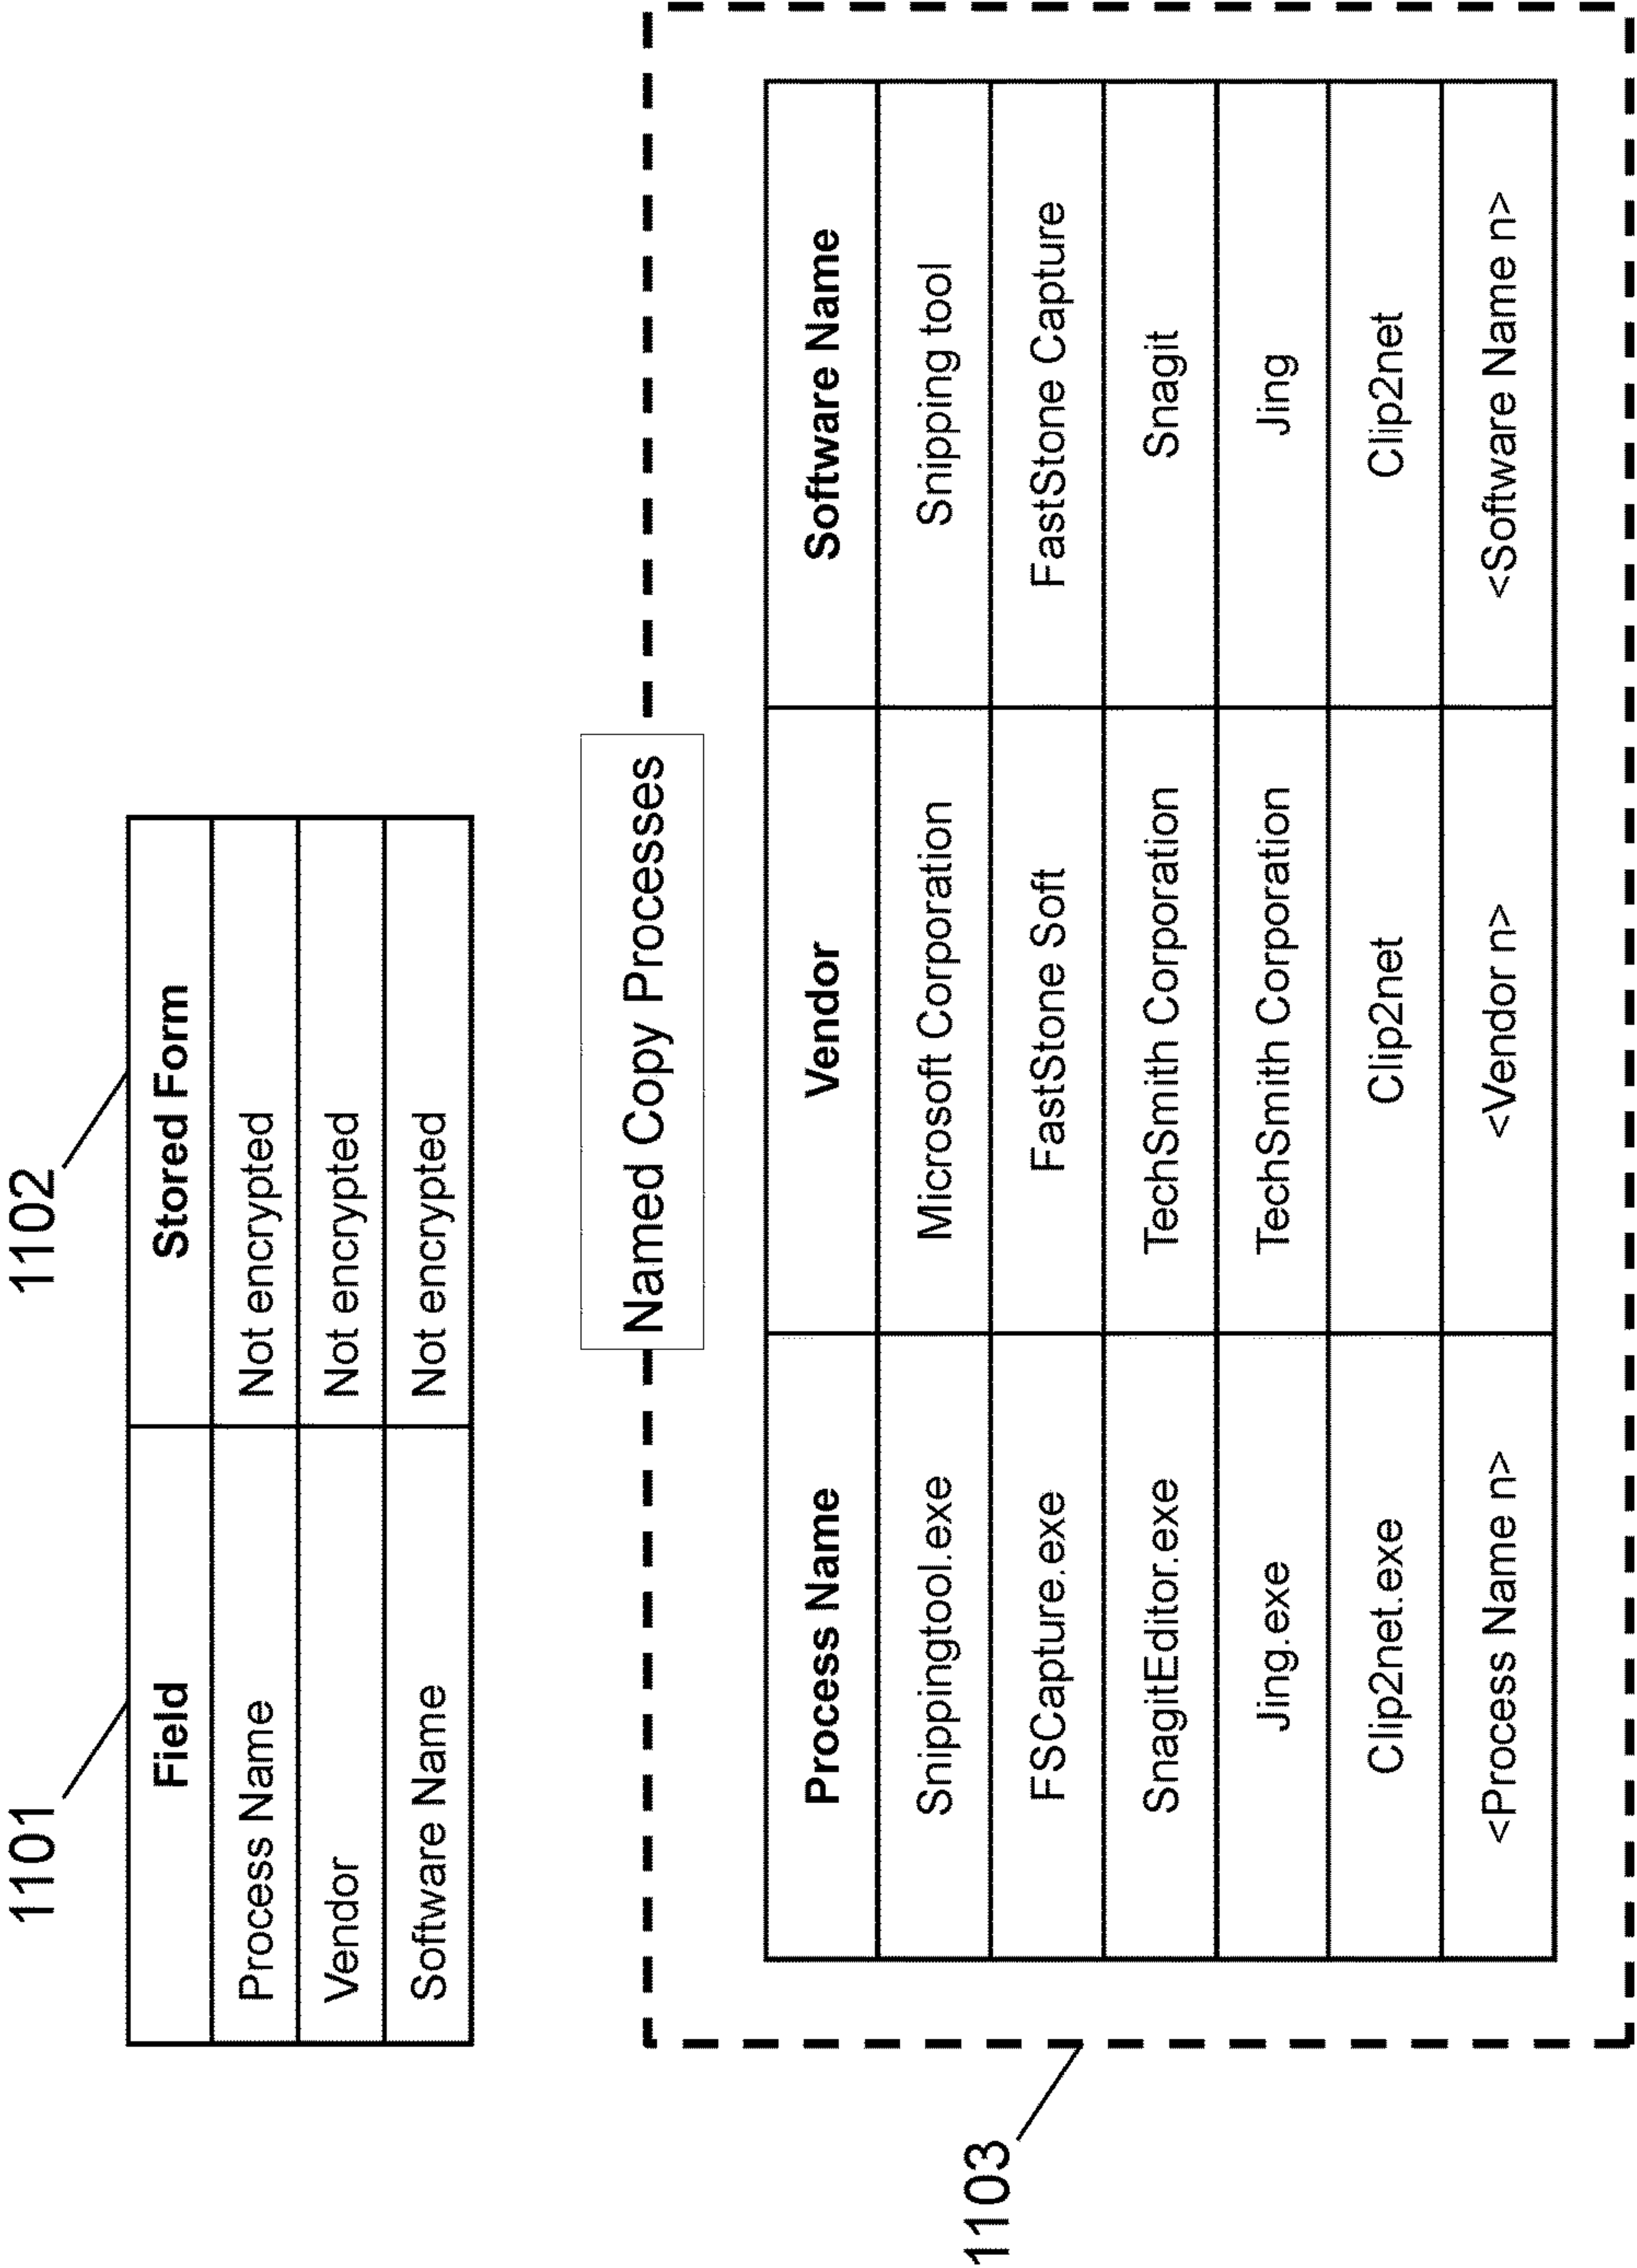 1101
1102
Field Stored Form
Process Name Not encrypted
Vendor Not encrypted
Software Name Not encrypted
Named Copy Processes
1103
Process Name Vendor Software Name
Snippingtool.exe Microsoft Corporation Snipping tool
FSCapture.exe FastStone Soft FastStone Capture
SnagitEditor.exe TechSmith Corporation Snagit
Jing.exe TechSmith Corporation Jing
Clip2net.exe Clip2net Clip2net
<Process Name n> <Vendor n> <Software Name n>